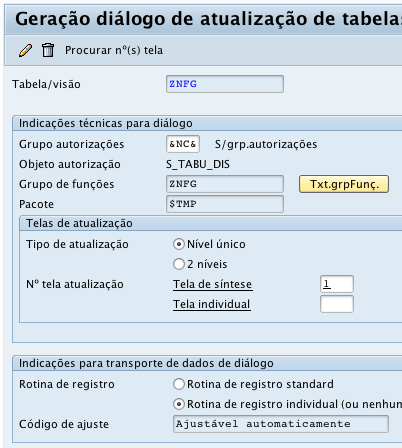 Geração diálogo de atualização de tabelas
Procurar nº(s) tela
Tabela/visão ZNFG
Indicações técnicas para diálogo
Grupo autorizações &NC& S/grp.autorizações
Objeto autorização S_TABU_DIS
Grupo de funções ZNFG Txt.grpFunç.
Pacote $TMP
Telas de atualização
Tipo de atualização Nível único
2 níveis
Nº tela atualização Tela de síntese 1
Tela individual
Indicações para transporte de dados de diálogo
Rotina de registro Rotina de registro standard
Rotina de registro individual (ou nenhum
Código de ajuste Ajustável automaticamente